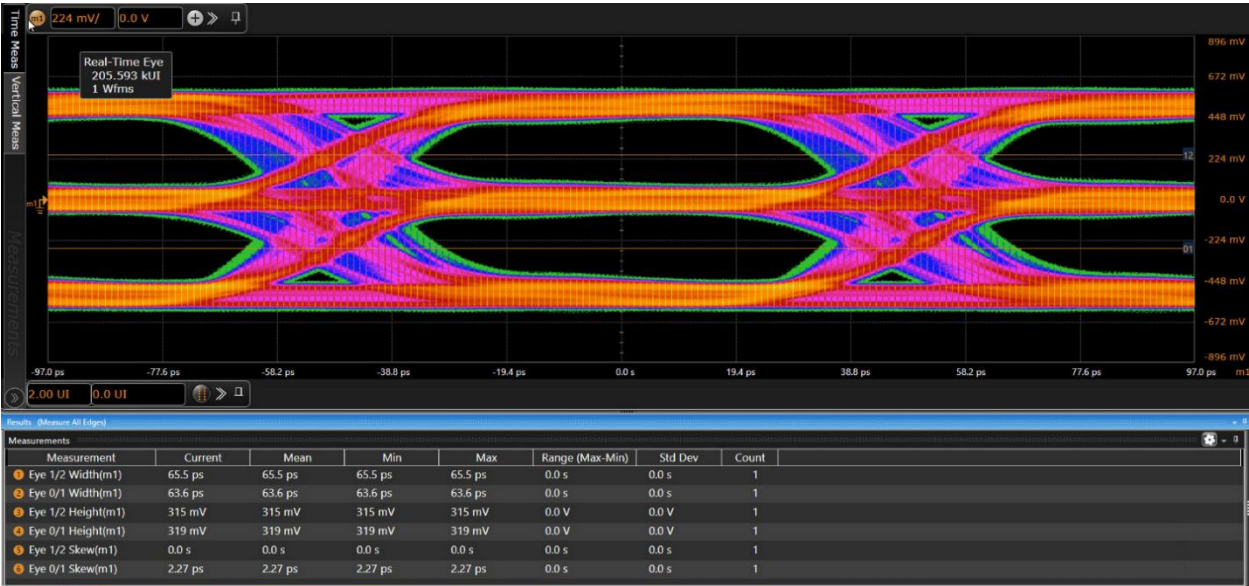 Time Meas
Vertical Meas
Measurements
m1 224 mV/ 0.0 V
Real-Time Eye
205.593 kUI
1 Wfms
896 mV
672 mV
448 mV
12 224 mV
m1 0.0 V
-224 mV
01
-448 mV
-672 mV
-896 mV
-97.0 ps -77.6 ps -58.2 ps -38.8 ps -19.4 ps 0.0 s 19.4 ps 38.8 ps 58.2 ps 77.6 ps 97.0 ps m1
2.00 UI 0.0 UI
Results (Measure All Edges)
Measurements
Measurement Current Mean Min Max Range (Max-Min) Std Dev Count
1 Eye 1/2 Width(m1) 65.5 ps 65.5 ps 65.5 ps 65.5 ps 0.0 s 0.0 s 1
2 Eye 0/1 Width(m1) 63.6 ps 63.6 ps 63.6 ps 63.6 ps 0.0 s 0.0 s 1
3 Eye 1/2 Height(m1) 315 mV 315 mV 315 mV 315 mV 0.0 V 0.0 V 1
4 Eye 0/1 Height(m1) 319 mV 319 mV 319 mV 319 mV 0.0 V 0.0 V 1
5 Eye 1/2 Skew(m1) 0.0 s 0.0 s 0.0 s 0.0 s 0.0 s 0.0 s 1
6 Eye 0/1 Skew(m1) 2.27 ps 2.27 ps 2.27 ps 2.27 ps 0.0 s 0.0 s 1